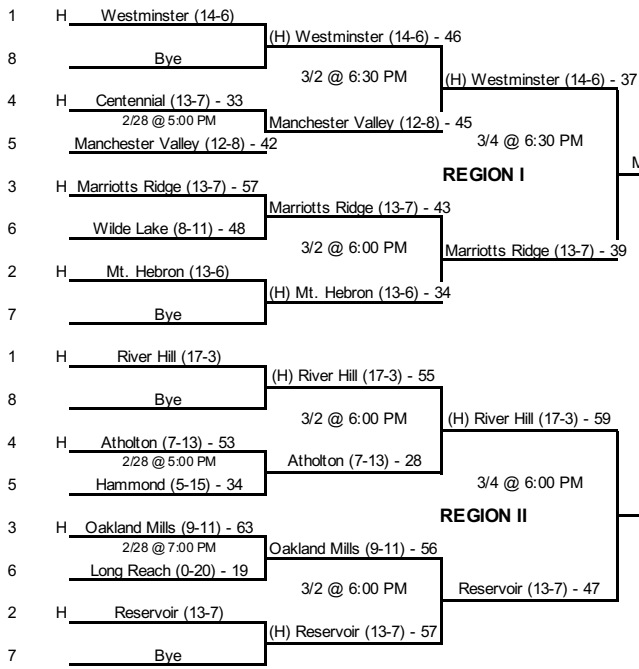 1 H Westminster (14-6)
(H) Westminster (14-6) - 46
8 Bye
3/2 @ 6:30 PM
(H) Westminster (14-6) - 37
4 H Centennial (13-7) - 33
2/28 @ 5:00 PM
Manchester Valley (12-8) - 45
5 Manchester Valley (12-8) - 42
3/4 @ 6:30 PM
M
REGION I
3 H Marriotts Ridge (13-7) - 57
Marriotts Ridge (13-7) - 43
6 Wilde Lake (8-11) - 48
3/2 @ 6:00 PM
Marriotts Ridge (13-7) - 39
2 H Mt. Hebron (13-6)
(H) Mt. Hebron (13-6) - 34
7 Bye
1 H River Hill (17-3)
(H) River Hill (17-3) - 55
8 Bye
3/2 @ 6:00 PM
(H) River Hill (17-3) - 59
4 H Atholton (7-13) - 53
2/28 @ 5:00 PM
Atholton (7-13) - 28
5 Hammond (5-15) - 34
3/4 @ 6:00 PM
REGION II
3 H Oakland Mills (9-11) - 63
2/28 @ 7:00 PM
Oakland Mills (9-11) - 56
6 Long Reach (0-20) - 19
3/2 @ 6:00 PM
Reservoir (13-7) - 47
2 H Reservoir (13-7)
(H) Reservoir (13-7) - 57
7 Bye